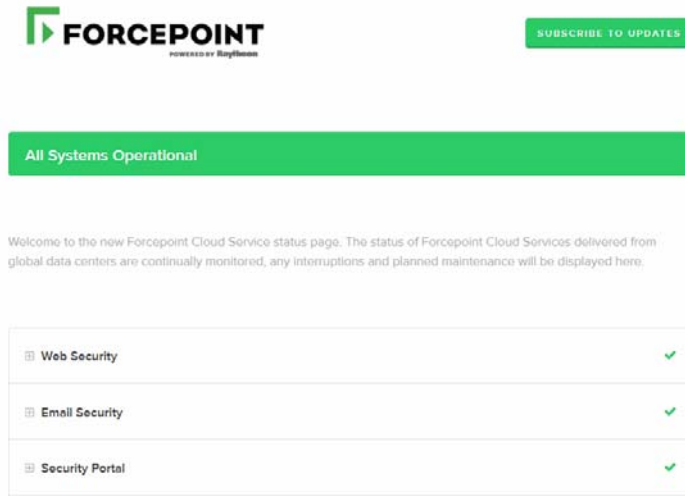 FORCEPOINT
POWERED BY Raytheon
SUBSCRIBE TO UPDATES
All Systems Operational
Welcome to the new Forcepoint Cloud Service status page. The status of Forcepoint Cloud Services delivered from
global data centers are continually monitored, any interruptions and planned maintenance will be displayed here.
Web Security
Email Security
Security Portal